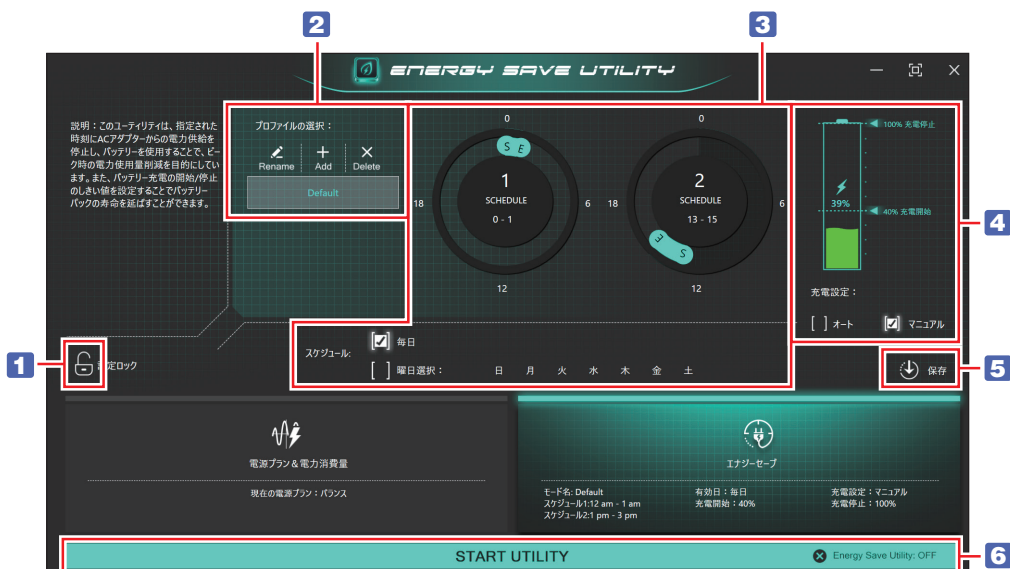 2
3
ENERGY SAVE UTILITY
説明：このユーティリティは、指定された
時刻にACアダプターからの電力供給を
停止し、バッテリーを使用することで、ピー
ク時の電力使用量削減を目的にしてい
ます。また、バッテリー充電の開始/停止
のしきい値を設定することでバッテリー
パックの寿命を延ばすことができます。
プロファイルの選択：
Rename
Add
Delete
Default
0
S E
1
SCHEDULE
0 - 1
18
6
12
0
2
SCHEDULE
13 - 15
S E
18
6
12
100% 充電停止
39%
40% 充電開始
4
充電設定：
[ ] オート
[✓] マニュアル
1
定ロック
スケジュール:
[✓] 毎日
[ ] 曜日選択： 日 月 火 水 木 金 土
保存
5
電源プラン＆電力消費量
現在の電源プラン：バランス
エナジーセーブ
モード名: Default
スケジュール1:12 am - 1 am
スケジュール2:1 pm - 3 pm
有効日：毎日
充電開始：40%
充電設定：マニュアル
充電停止：100%
START UTILITY
Energy Save Utility: OFF
6